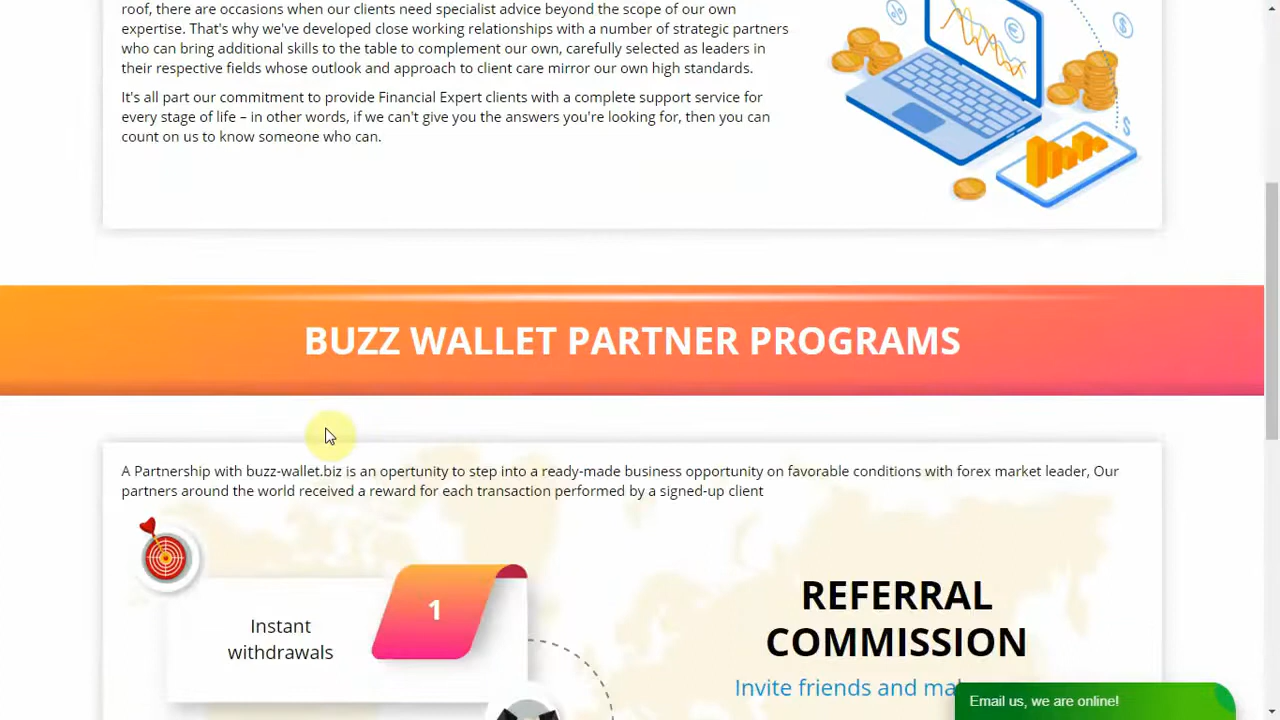 roof, there are occasions when our clients need specialist advice beyond the scope of our own
expertise. That's why we've developed close working relationships with a number of strategic partners
who can bring additional skills to the table to complement our own, carefully selected as leaders in
their respective fields whose outlook and approach to client care mirror our own high standards.
It's all part our commitment to provide Financial Expert clients with a complete support service for
every stage of life – in other words, if we can't give you the answers you're looking for, then you can
count on us to know someone who can.
BUZZ WALLET PARTNER PROGRAMS
A Partnership with buzz-wallet.biz is an opertunity to step into a ready-made business opportunity on favorable conditions with forex market leader, Our
partners around the world received a reward for each transaction performed by a signed-up client
1
Instant
withdrawals
REFERRAL
COMMISSION
Invite friends and ma
Email us, we are online!